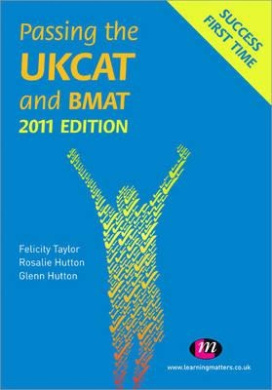 SUCCESS
FIRST TIME
Passing the
UKCAT
and BMAT
2011 EDITION
Felicity Taylor
Rosalie Hutton
Glenn Hutton
m
www.learningmatters.co.uk